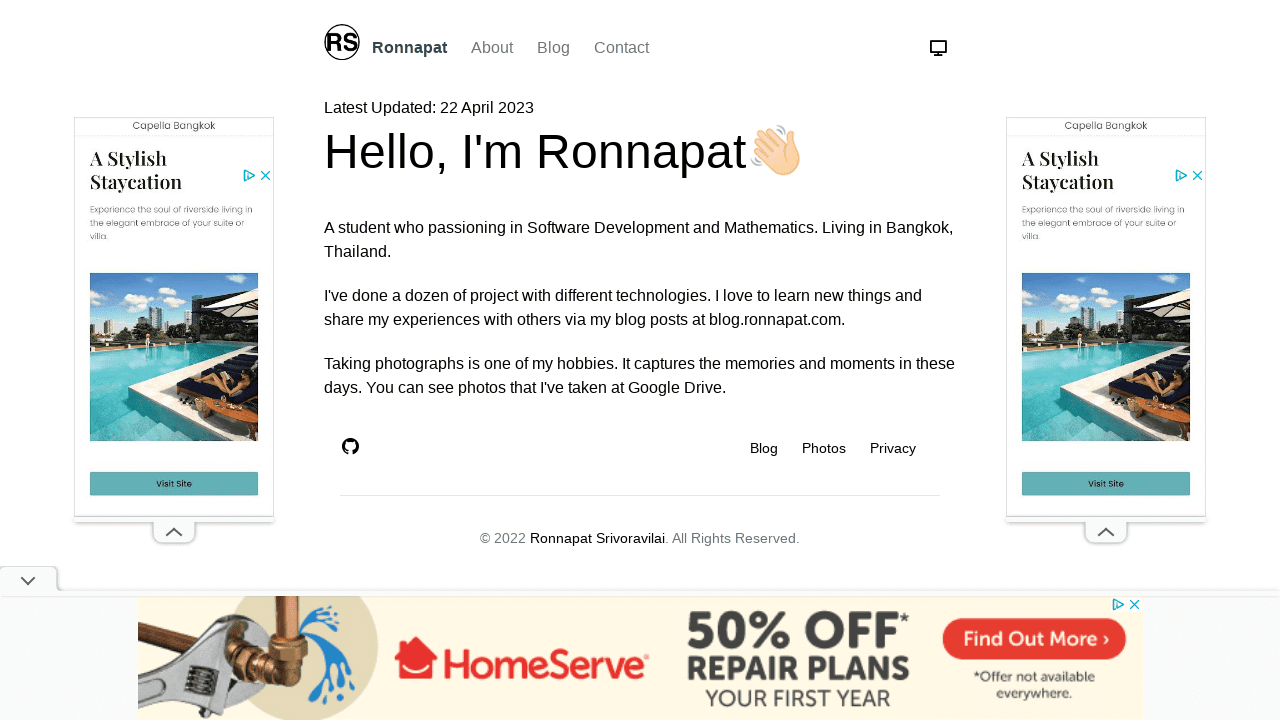 RS Ronnapat About Blog Contact
Latest Updated: 22 April 2023
Hello, I'm Ronnapat
A student who passioning in Software Development and Mathematics. Living in Bangkok,
Thailand.
I've done a dozen of project with different technologies. I love to learn new things and
share my experiences with others via my blog posts at blog.ronnapat.com.
Taking photographs is one of my hobbies. It captures the memories and moments in these
days. You can see photos that I've taken at Google Drive.
Blog Photos Privacy
© 2022 Ronnapat Srivoravilai. All Rights Reserved.
Capella Bangkok
A Stylish
Staycation
Experience the soul of riverside living in
the elegant embrace of your suite or
villa.
Visit Site
Capella Bangkok
A Stylish
Staycation
Experience the soul of riverside living in
the elegant embrace of your suite or
villa.
Visit Site
HomeServe®
50% OFF*
REPAIR PLANS
YOUR FIRST YEAR
Find Out More ›
*Offer not available
everywhere.